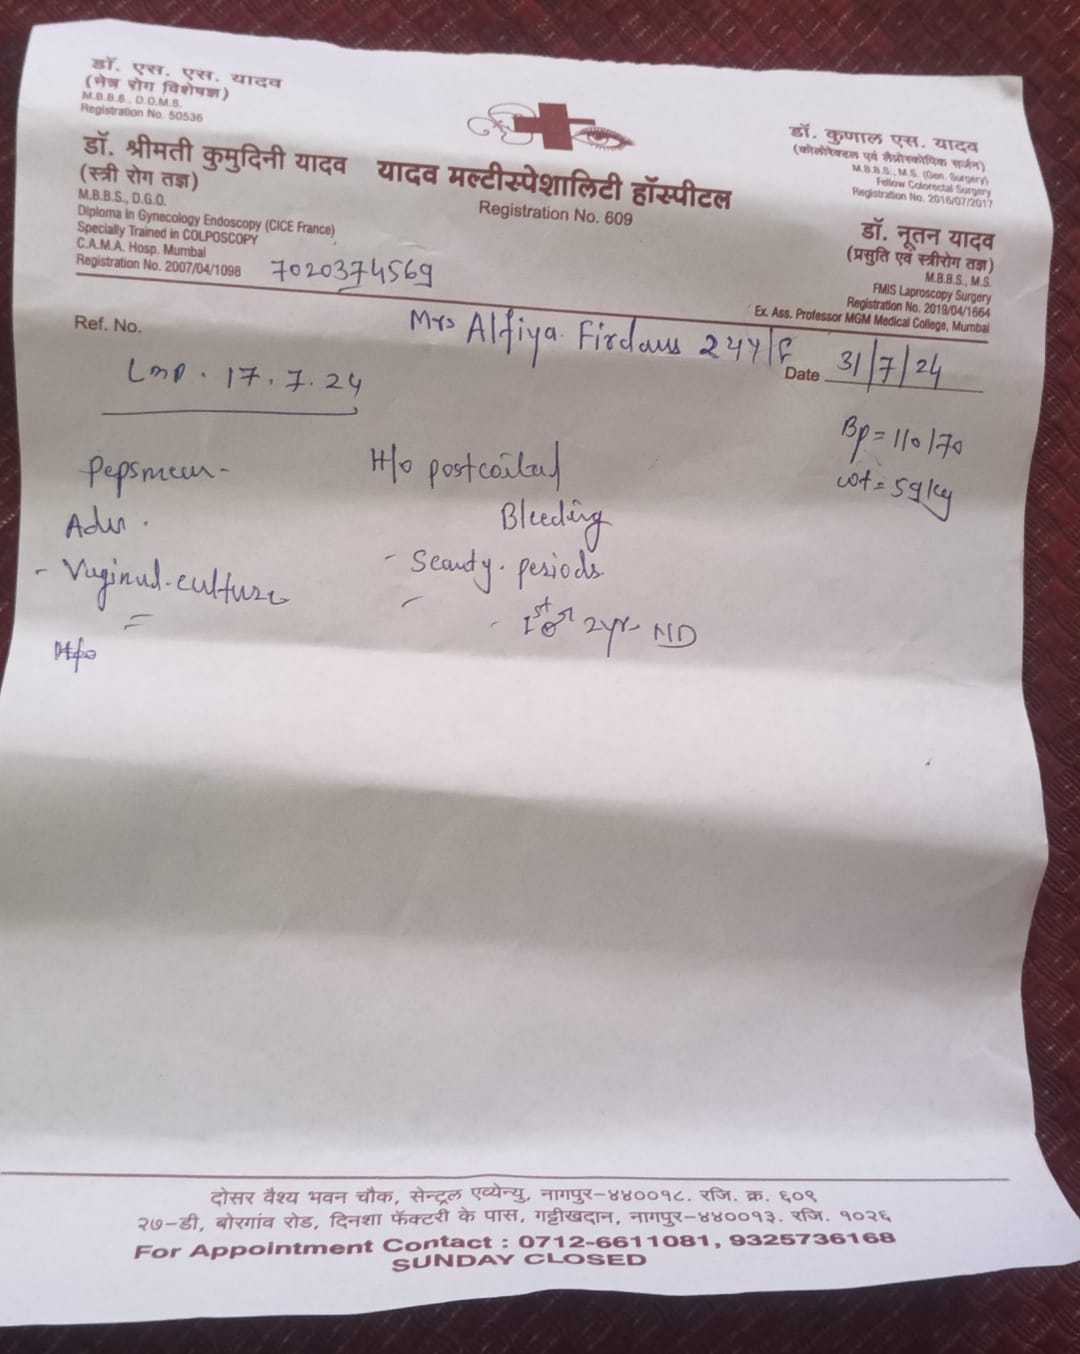 डॉ. एस. एस. यादव
(नेत्र रोग विशेषज्ञ)
M.B.B.S., D.O.M.S.
Registration No. 50536
डॉ. श्रीमती कुमुदिनी यादव
(स्त्री रोग तज्ञ)
M.B.B.S., D.G.O.
Diploma in Gynecology Endoscopy (CICE France)
Specially Trained in COLPOSCOPY
C.A.M.A. Hosp. Mumbai
Registration No. 2007/04/1098
यादव मल्टीस्पेशालिटी हॉस्पीटल
Registration No. 609
डॉ. कुणाल एस. यादव
(कोलोरेक्टल एवं लॅप्रोस्कोपिक सर्जन)
M.B.B.S., M.S. (Gen. Surgery)
Fellow Colorectal Surgery
Registration No. 2016/07/2017
डॉ. नूतन यादव
(प्रसुति एवं स्त्रीरोग तज्ञ)
M.B.B.S., M.S.
FMIS Laproscopy Surgery
Registration No. 2019/04/1664
Ex. Ass. Professor MGM Medical College, Mumbai
7020374569
Ref. No.
Mrs Alfiya Firdaus 24Y/F
Date 31/7/24
LMP. 17.7.24
Bp = 110/70
wt = 59kg
Pepsmear -
H/o postcoital
Bleeding
Adv.
- Vaginal culture
- Scanty periods
- 2yr ND
H/o
दोसर वैश्य भवन चौक, सेन्ट्रल एव्येन्यु, नागपुर-४४००१८. रजि. क्र. ६०९
२७-डी, बोरगांव रोड, दिनशा फॅक्टरी के पास, गट्टीखदान, नागपुर-४४००१३. रजि. १०२६
For Appointment Contact : 0712-6611081, 9325736168
SUNDAY CLOSED